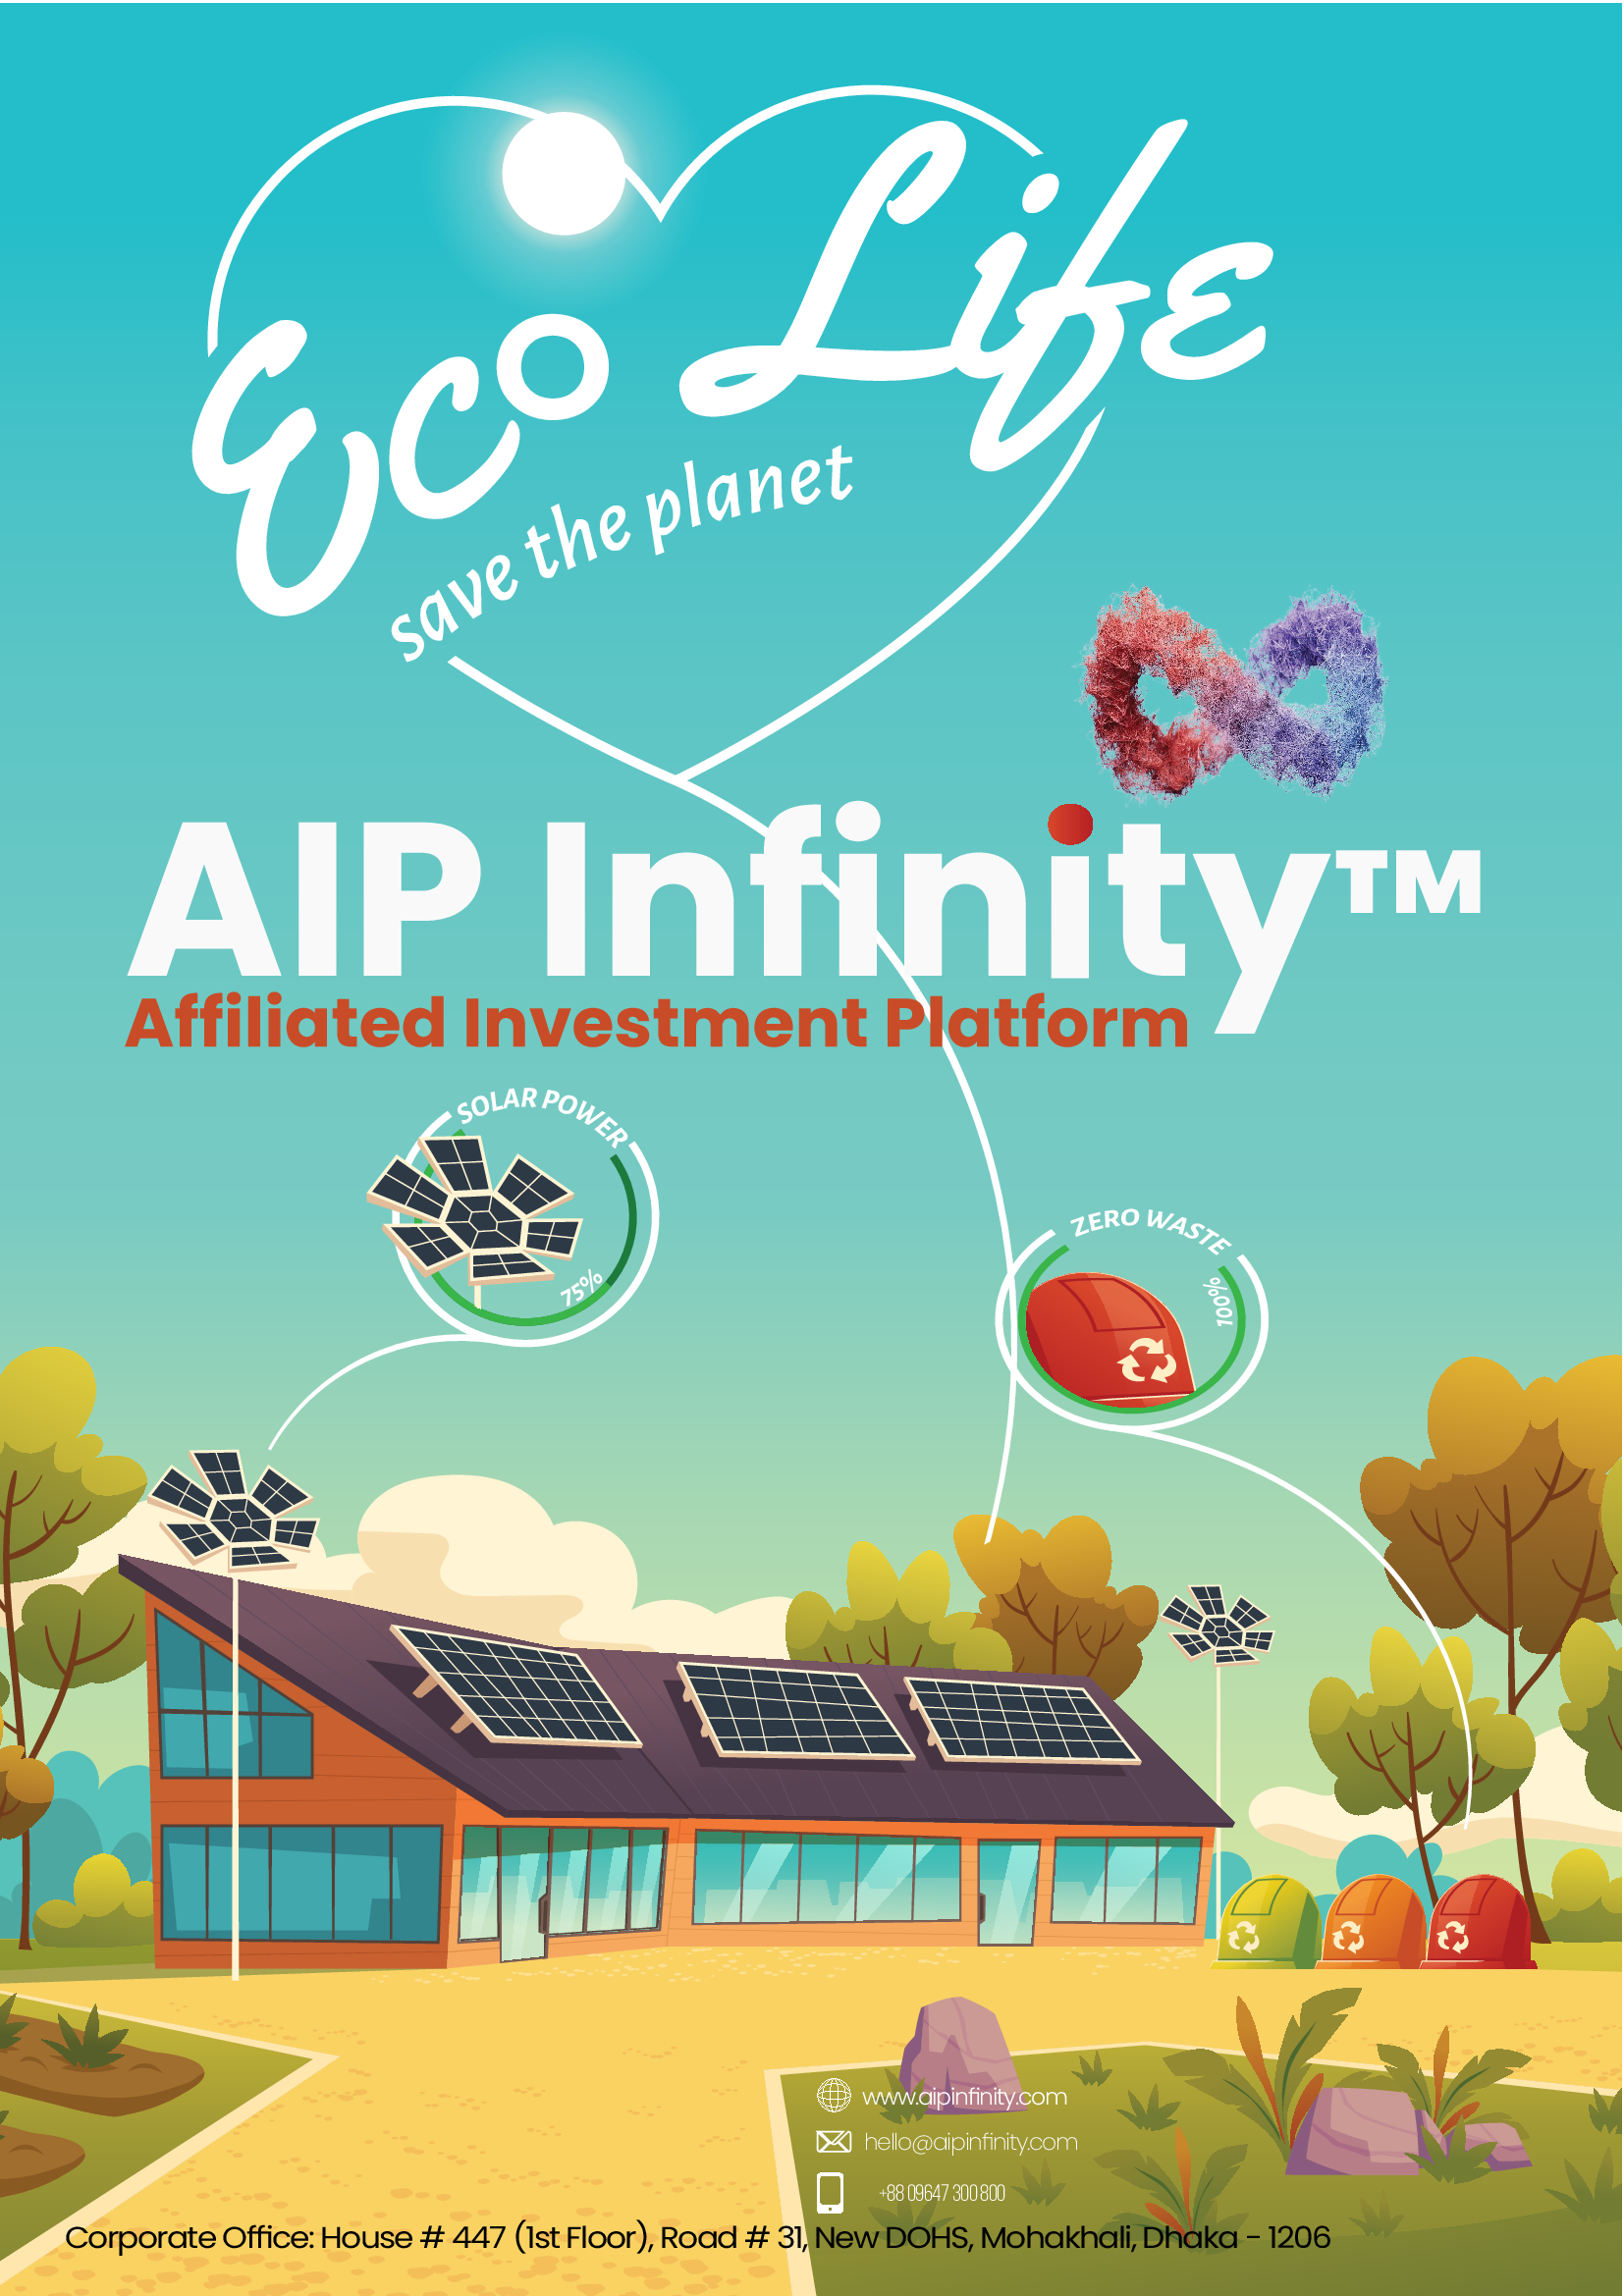 Eco Life
save the planet
AIP Infinity™
Affiliated Investment Platform
SOLAR POWER
75%
ZERO WASTE
100%
www.aipinfinity.com
hello@aipinfinity.com
+88 09647 300 800
Corporate Office: House # 447 (1st Floor), Road # 31, New DOHS, Mohakhali, Dhaka - 1206